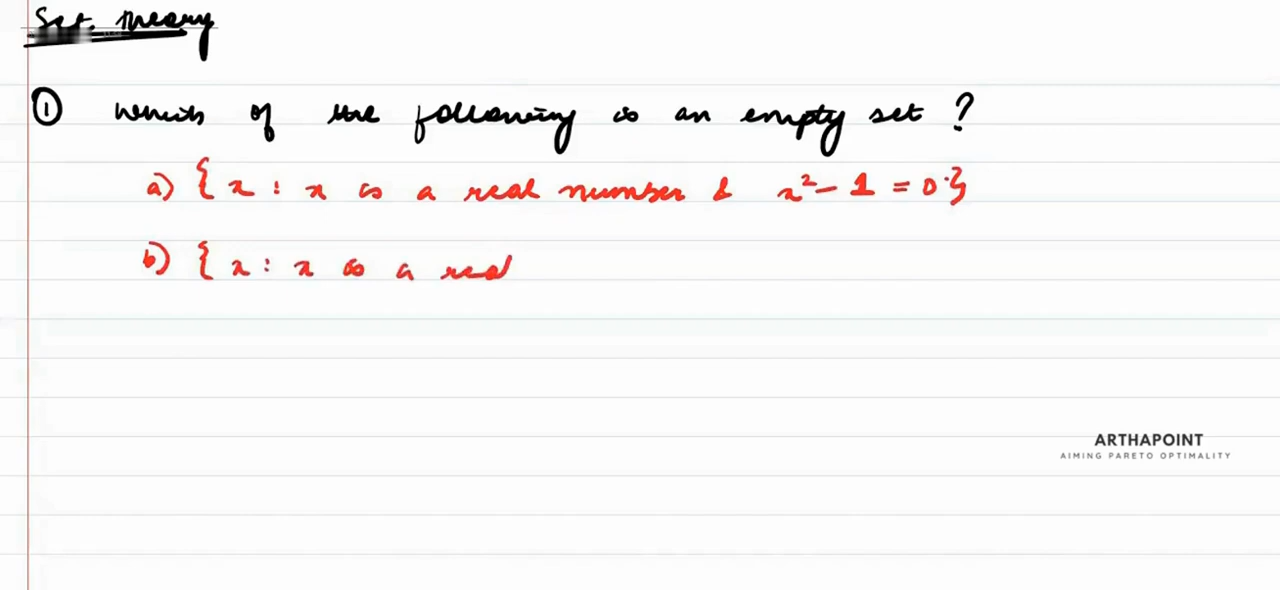 Set theory
① Which of the following is an empty set ?
a) { x : x is a real number & x² - 1 = 0 }
b) { x : x is a real
ARTHAPOINT
AIMING PARETO OPTIMALITY